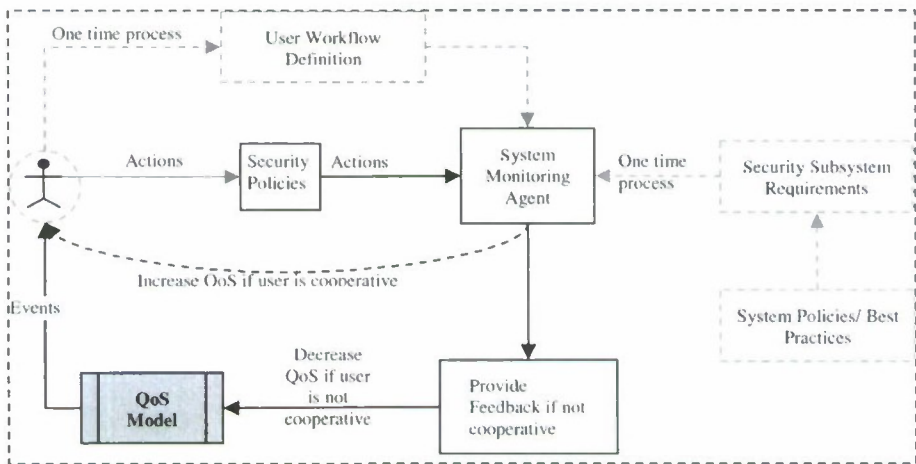 One time process
User Workflow
Definition
Actions
Security
Policies
Actions
System
Monitoring
Agent
One time
process
Security Subsystem
Requirements
Increase QoS if user is cooperative
Events
System Policies/ Best
Practices
Decrease
QoS if user
is not
cooperative
QoS
Model
Provide
Feedback if not
cooperative